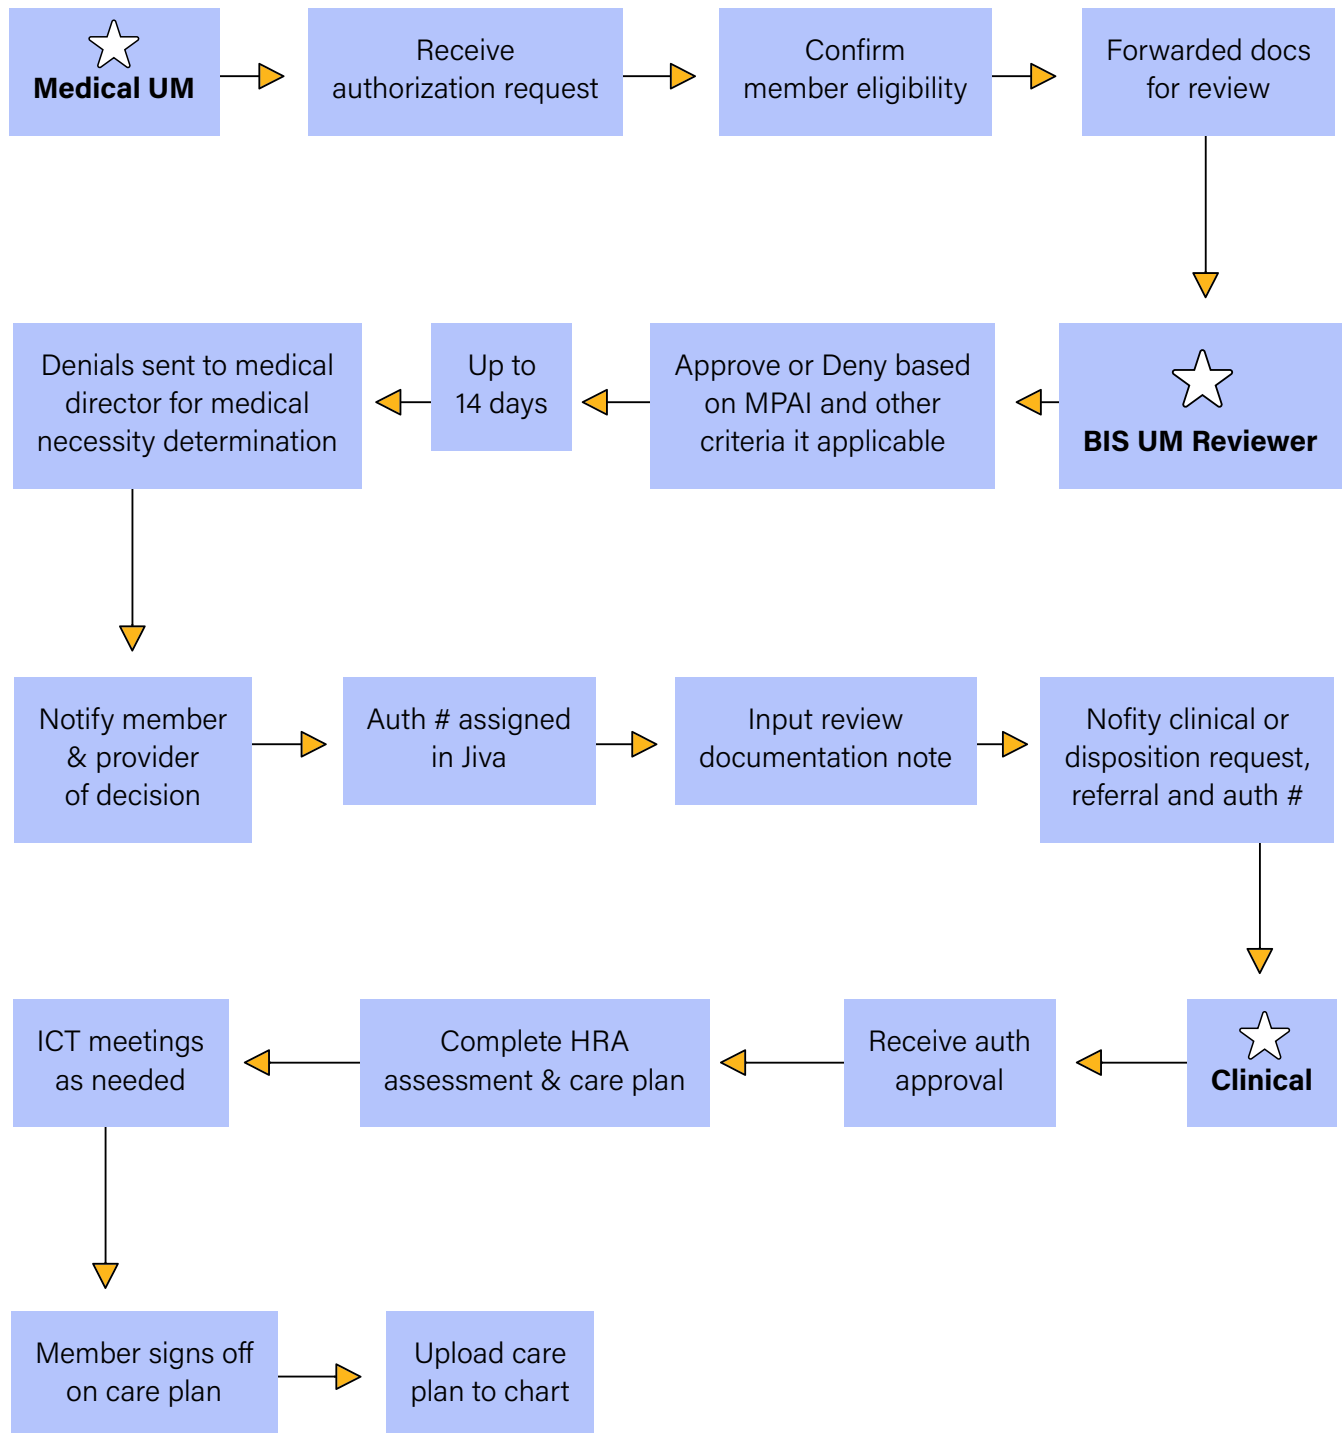 Medical UM
Receive
authorization request
Confirm
member eligibility
Forwarded docs
for review
BIS UM Reviewer
Approve or Deny based
on MPAI and other
criteria it applicable
Up to
14 days
Denials sent to medical
director for medical
necessity determination
Notify member
& provider
of decision
Auth # assigned
in Jiva
Input review
documentation note
Nofity clinical or
disposition request,
referral and auth #
Clinical
Receive auth
approval
Complete HRA
assessment & care plan
ICT meetings
as needed
Member signs off
on care plan
Upload care
plan to chart